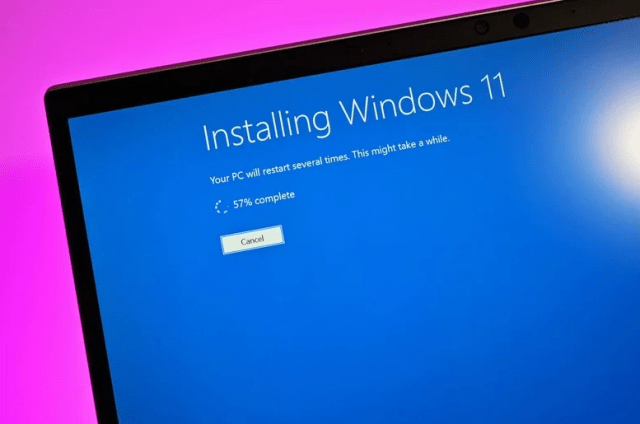 Installing Windows 11
Your PC will restart several times. This might take a while.
57% complete
Cancel